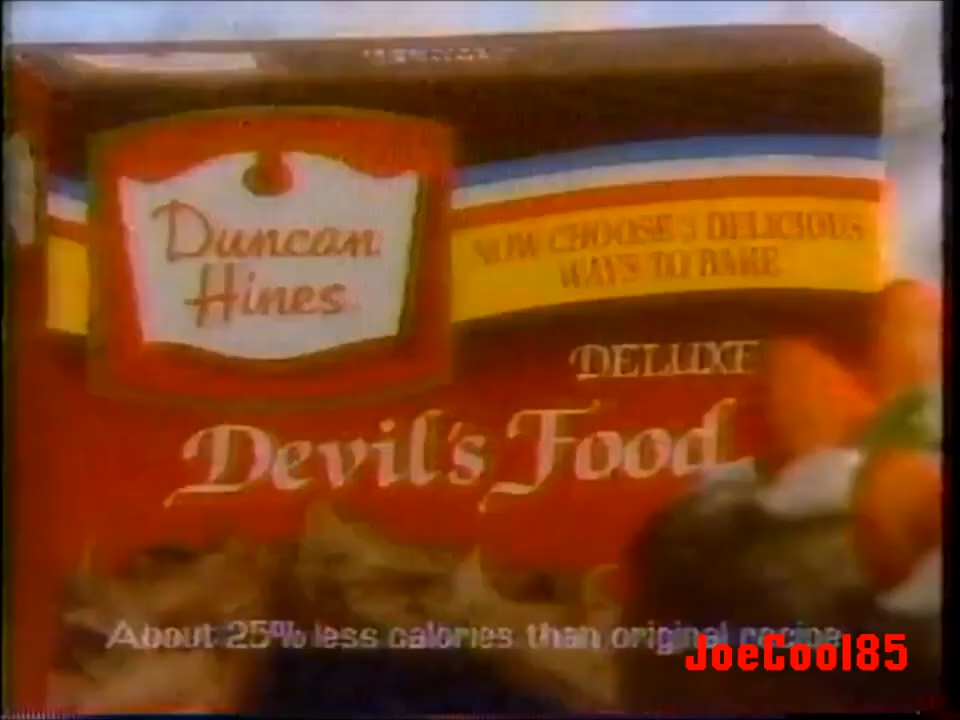 Duncan
Hines
NOW CHOOSE 3 DELICIOUS
WAYS TO BAKE
DELUXE
Devil's Food
About 25% less calories than original recipe.
JoeCool85